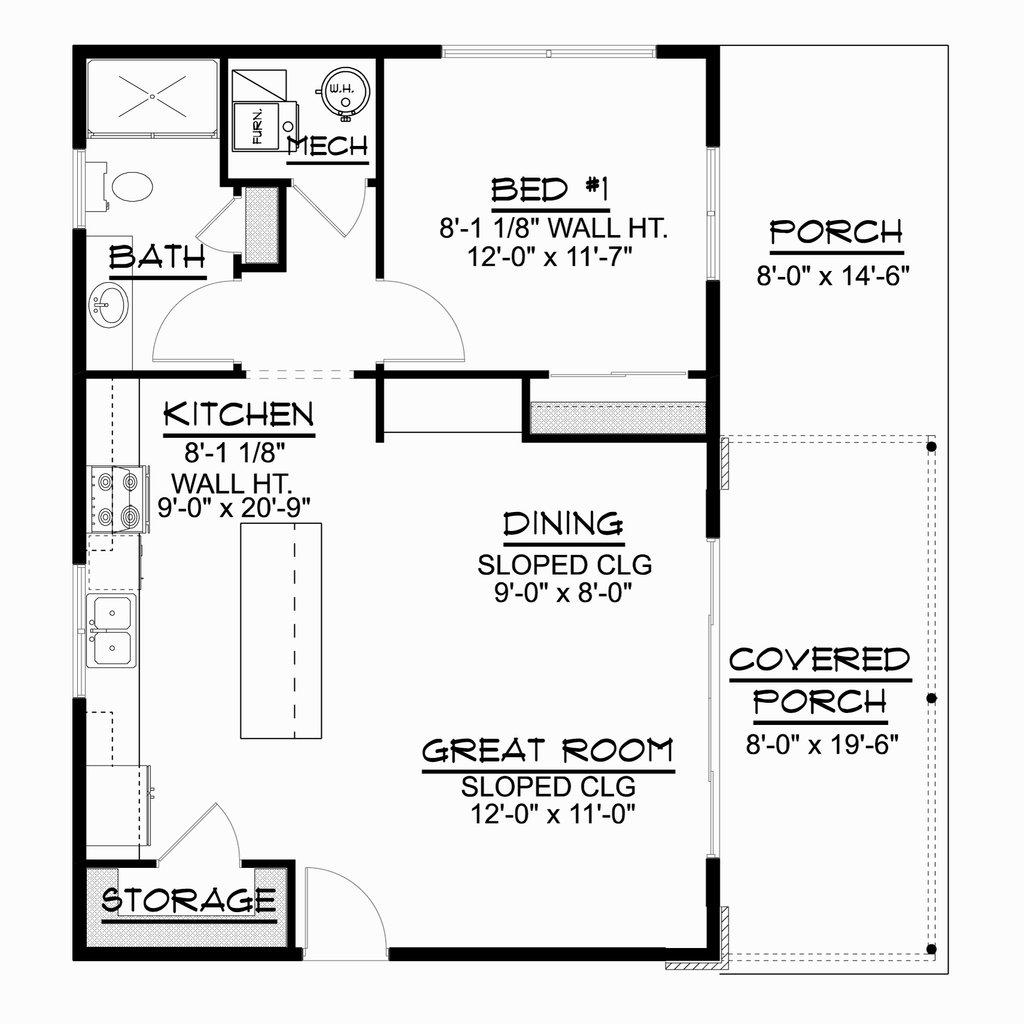 W.H.
FURN.
MECH
BED #1
8'-1 1/8" WALL HT.
12'-0" x 11'-7"
PORCH
8'-0" x 14'-6"
BATH
KITCHEN
8'-1 1/8"
WALL HT.
9'-0" x 20'-9"
DINING
SLOPED CLG
9'-0" x 8'-0"
COVERED
PORCH
8'-0" x 19'-6"
GREAT ROOM
SLOPED CLG
12'-0" x 11'-0"
STORAGE